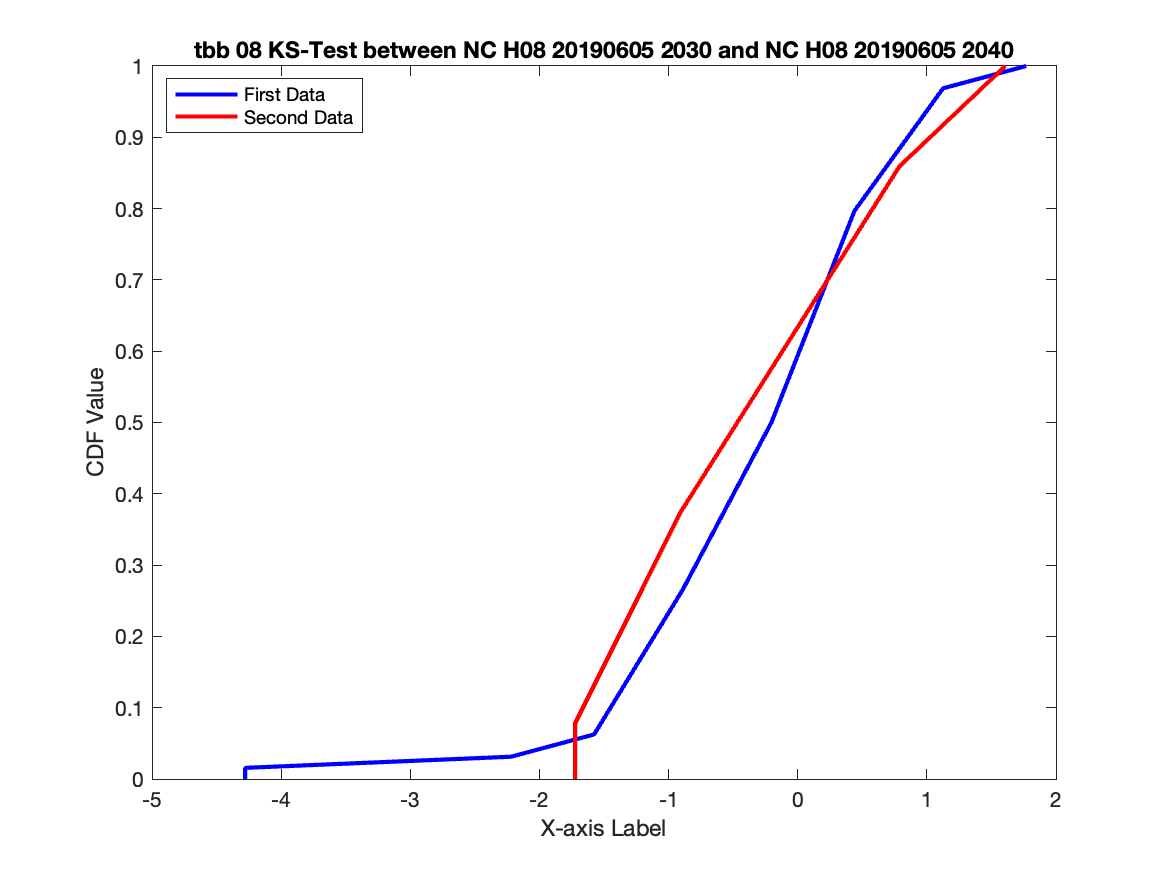 tbb 08 KS-Test between NC H08 20190605 2030 and NC H08 20190605 2040
First Data
Second Data
1
0.9
0.8
0.7
0.6
0.5
0.4
0.3
0.2
0.1
0
CDF Value
-5 -4 -3 -2 -1 0 1 2
X-axis Label